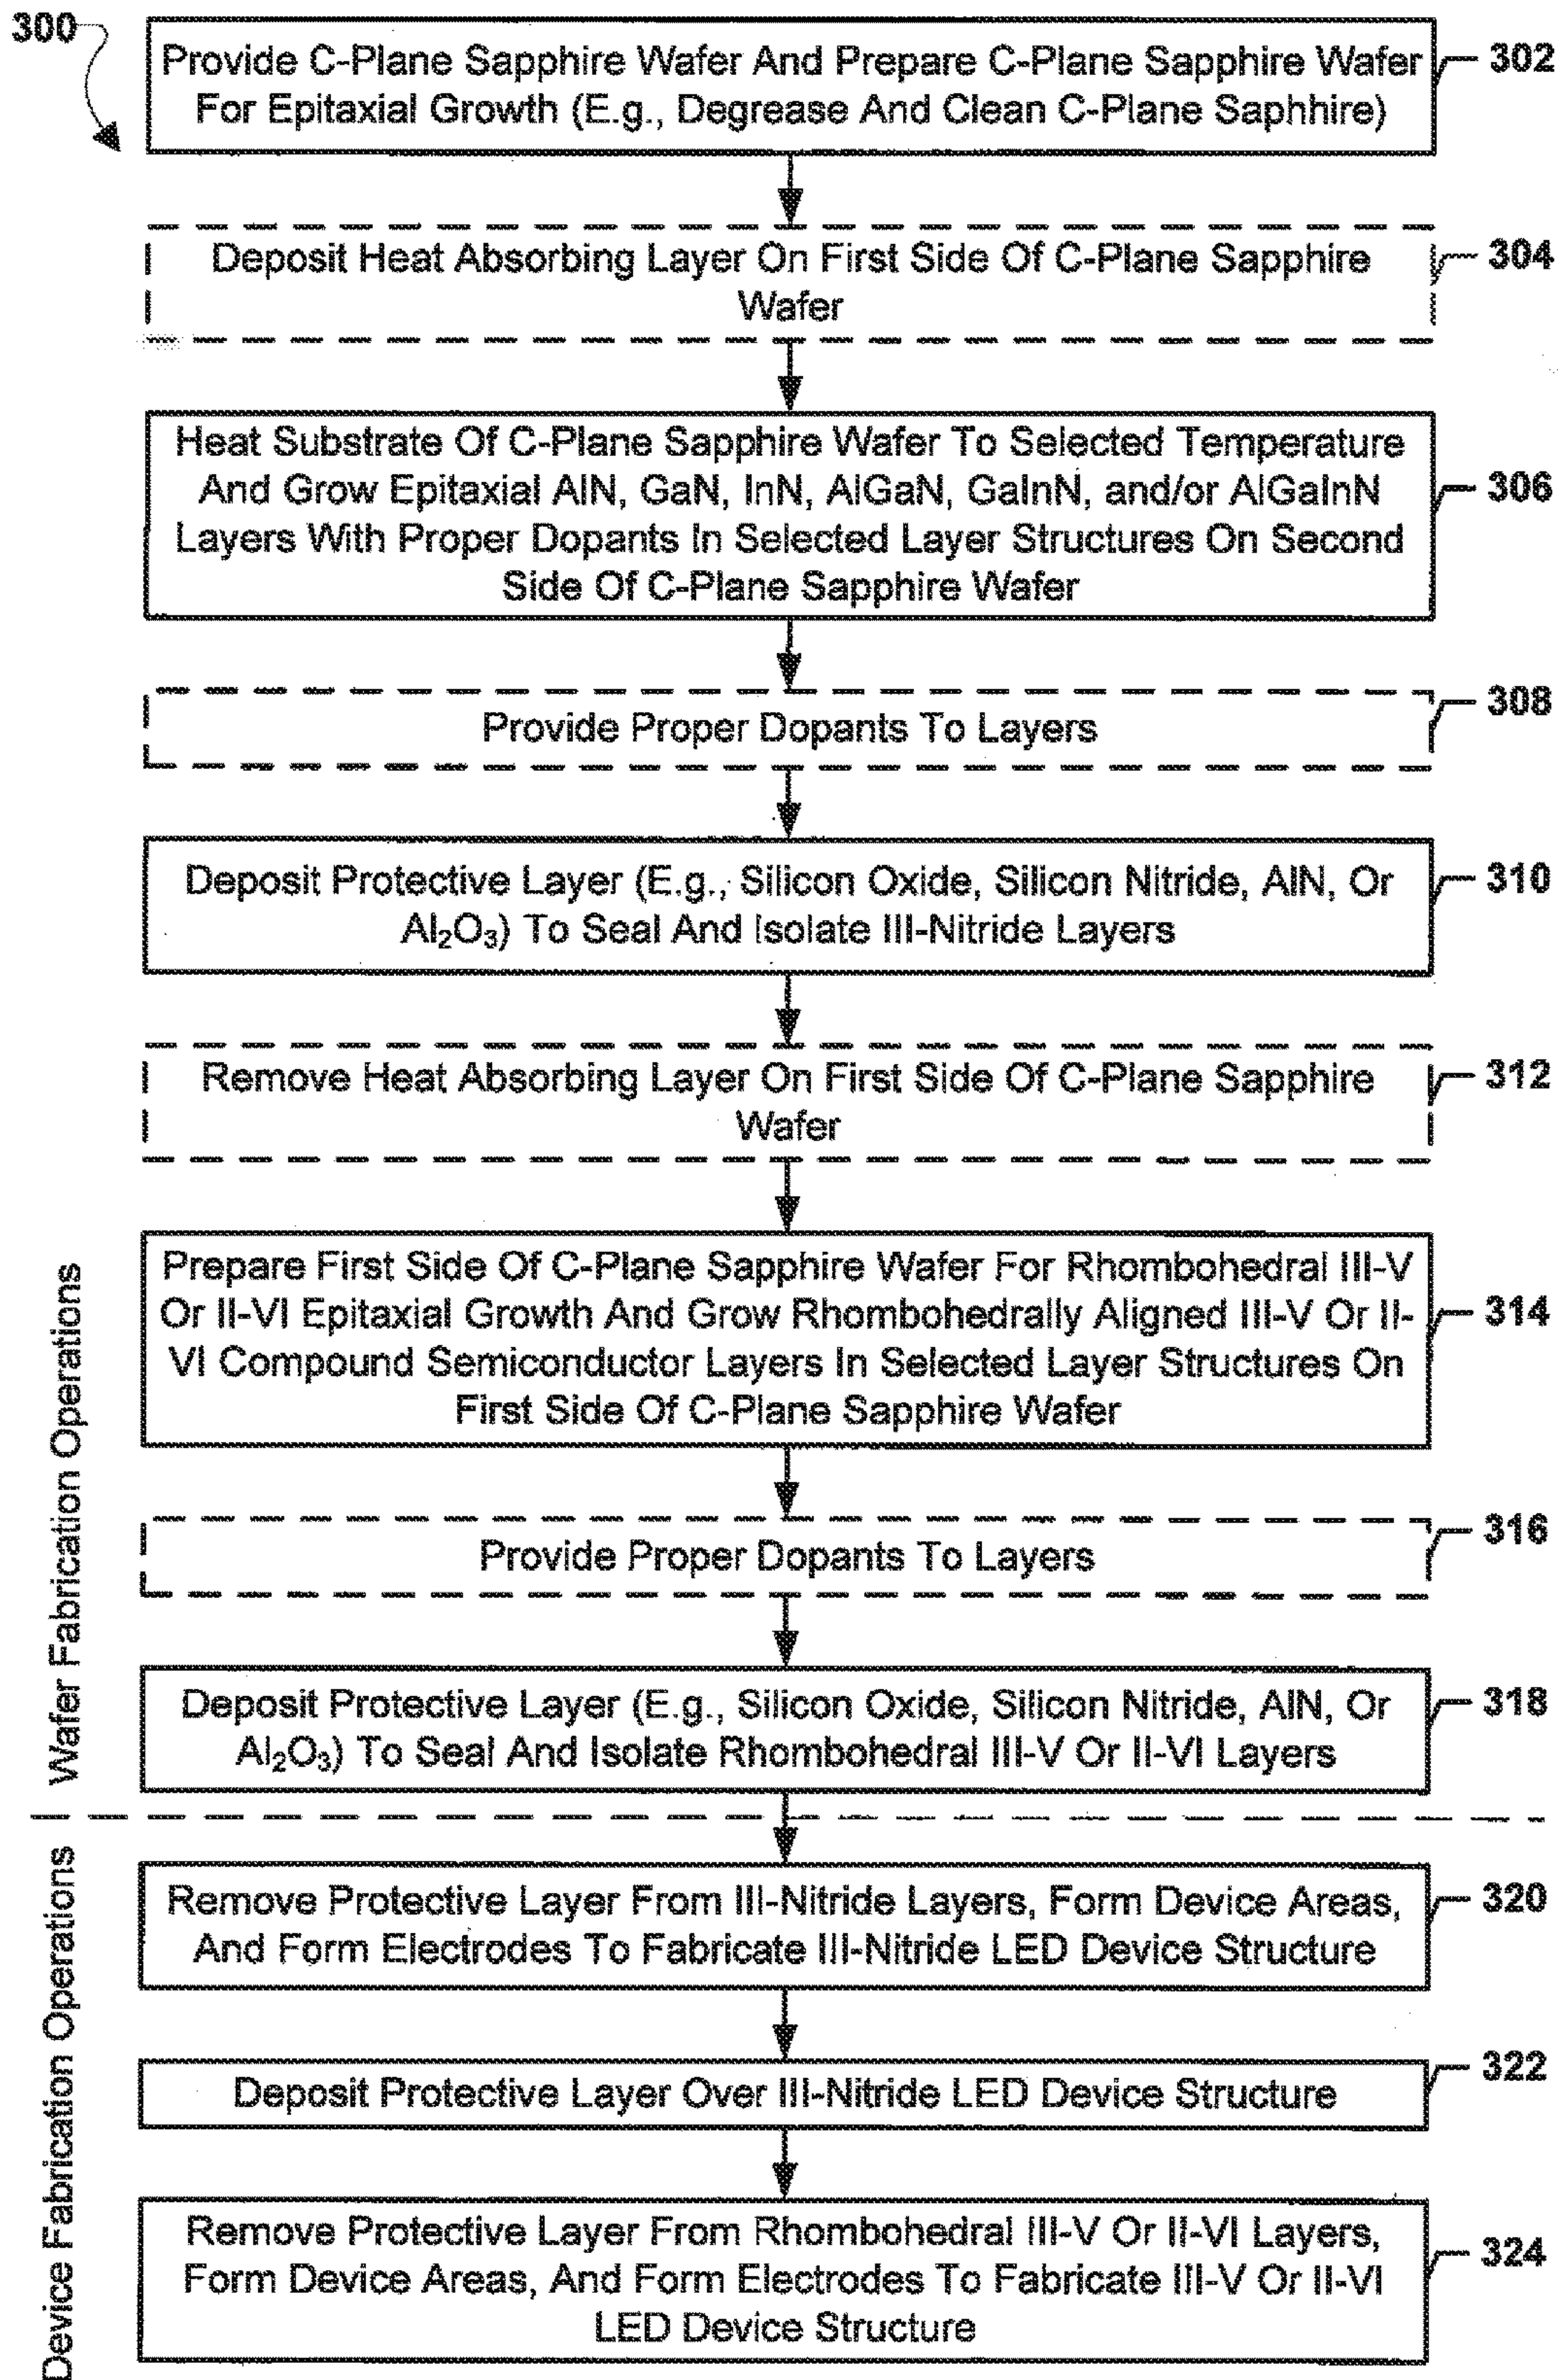 300
Provide C-Plane Sapphire Wafer And Prepare C-Plane Sapphire Wafer
For Epitaxial Growth (E.g., Degrease And Clean C-Plane Saphhire)
302
Deposit Heat Absorbing Layer On First Side Of C-Plane Sapphire
Wafer
304
Heat Substrate Of C-Plane Sapphire Wafer To Selected Temperature
And Grow Epitaxial AlN, GaN, InN, AlGaN, GaInN, and/or AlGaInN
Layers With Proper Dopants In Selected Layer Structures On Second
Side Of C-Plane Sapphire Wafer
306
Provide Proper Dopants To Layers
308
Deposit Protective Layer (E.g., Silicon Oxide, Silicon Nitride, AlN, Or
Al₂O₃) To Seal And Isolate III-Nitride Layers
310
Remove Heat Absorbing Layer On First Side Of C-Plane Sapphire
Wafer
312
Prepare First Side Of C-Plane Sapphire Wafer For Rhombohedral III-V
Or II-VI Epitaxial Growth And Grow Rhombohedrally Aligned III-V Or II-
VI Compound Semiconductor Layers In Selected Layer Structures On
First Side Of C-Plane Sapphire Wafer
314
Provide Proper Dopants To Layers
316
Deposit Protective Layer (E.g., Silicon Oxide, Silicon Nitride, AlN, Or
Al₂O₃) To Seal And Isolate Rhombohedral III-V Or II-VI Layers
318
Wafer Fabrication Operations
Remove Protective Layer From III-Nitride Layers, Form Device Areas,
And Form Electrodes To Fabricate III-Nitride LED Device Structure
320
Deposit Protective Layer Over III-Nitride LED Device Structure
322
Remove Protective Layer From Rhombohedral III-V Or II-VI Layers,
Form Device Areas, And Form Electrodes To Fabricate III-V Or II-VI
LED Device Structure
324
Device Fabrication Operations